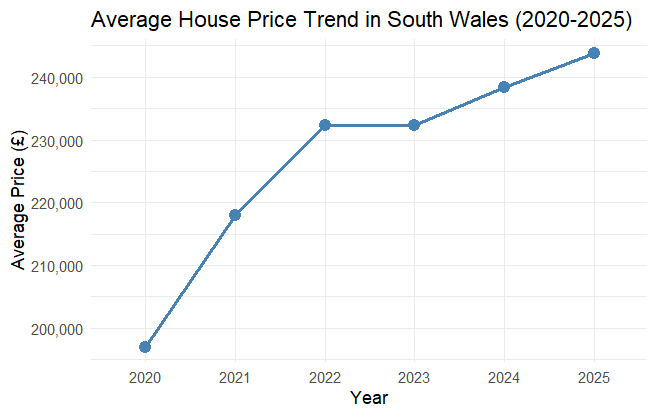 Average House Price Trend in South Wales (2020-2025)
Average Price (£)
240,000
230,000
220,000
210,000
200,000
2020 2021 2022 2023 2024 2025
Year